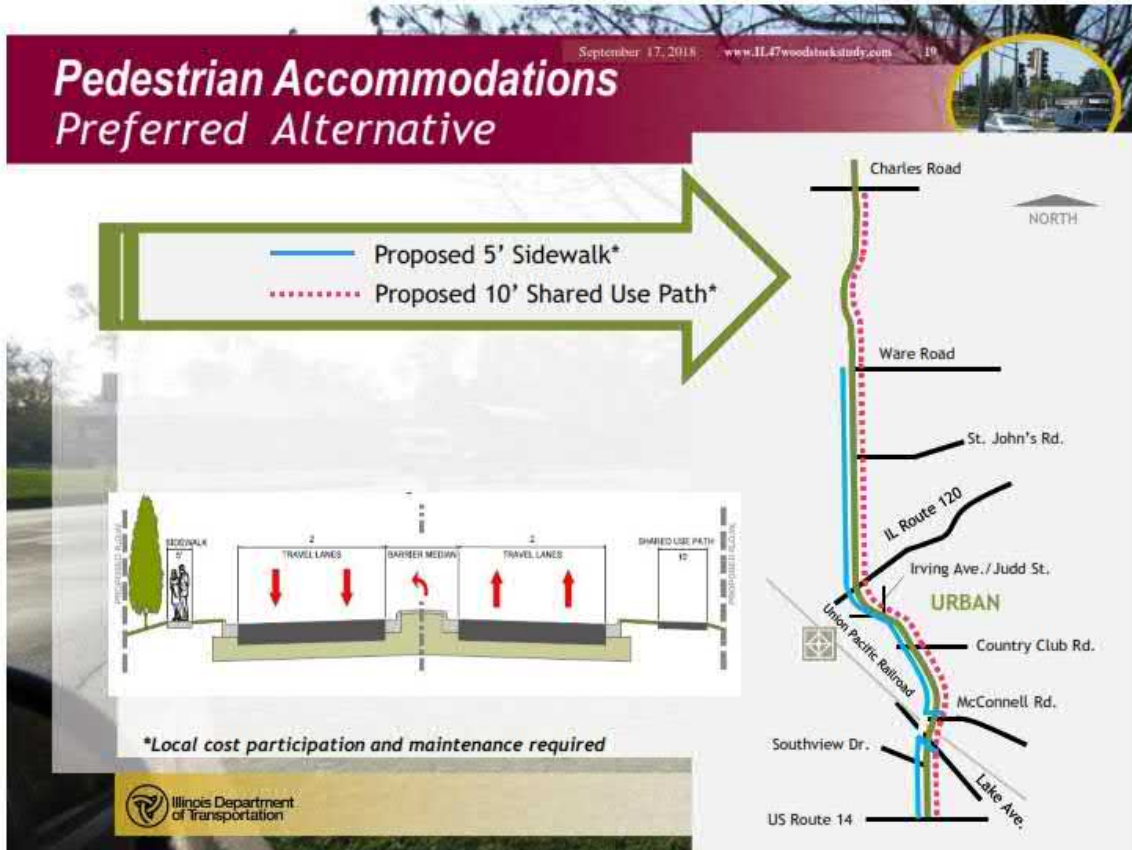 September 17, 2018 www.IL47woodstockstudy.com 19
Pedestrian Accommodations
Preferred Alternative
Proposed 5' Sidewalk*
Proposed 10' Shared Use Path*
Charles Road
NORTH
Ware Road
St. John's Rd.
IL Route 120
Irving Ave./Judd St.
URBAN
Union Pacific Railroad
Country Club Rd.
McConnell Rd.
Southview Dr.
Lake Ave.
US Route 14
PROPOSED R.O.W.
SIDEWALK
5'
2
TRAVEL LANES
BARRIER MEDIAN
2
TRAVEL LANES
SHARED USE PATH
10'
PROPOSED R.O.W.
*Local cost participation and maintenance required
Illinois Department
of Transportation